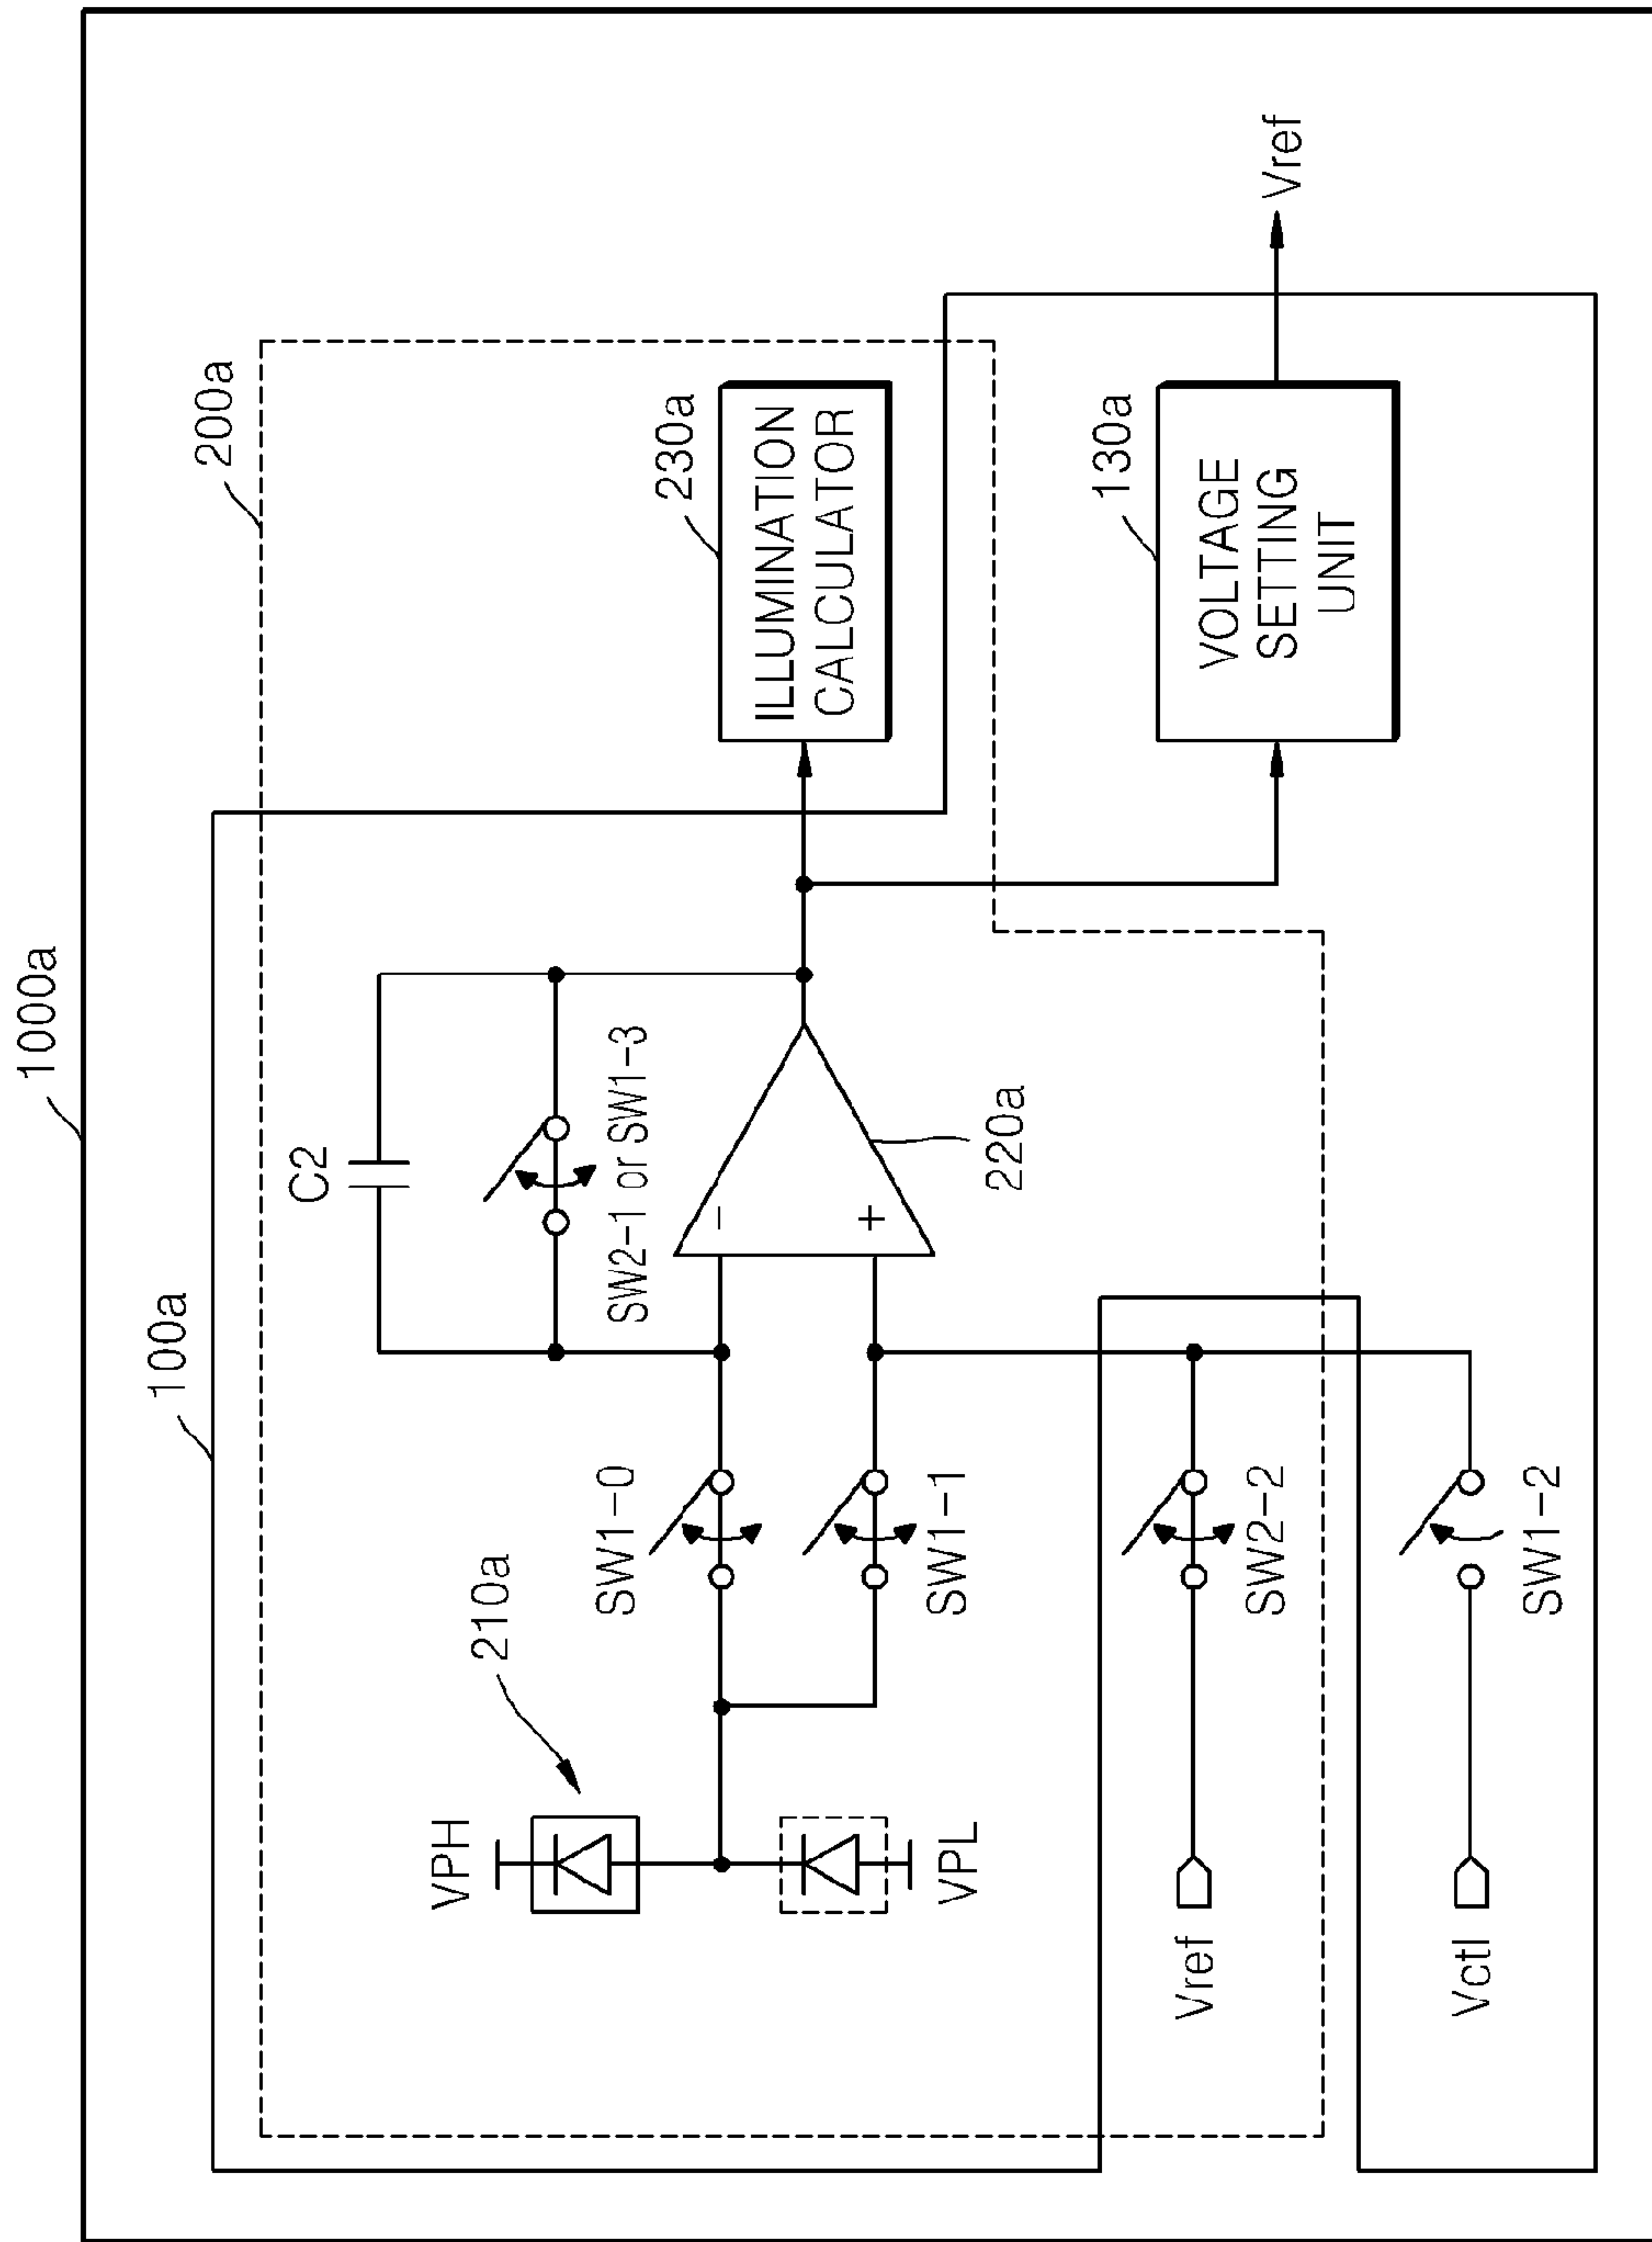 1000a
100a
200a
C2
SW2-1 or SW1-3
VPH
210a
SW1-0
-
+
220a
230a
ILLUMINATION
CALCULATOR
SW1-1
VPL
Vref
SW2-2
130a
VOLTAGE
SETTING
UNIT
Vref
Vctl
SW1-2